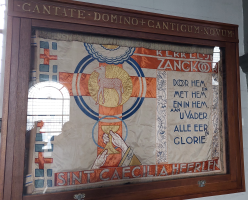 CANTATE · DOMINO + CANTICUM NOVUM
KERKELIJK
ZANGKOOR
DOOR HEM
MET HEM
EN IN HEM
U VADER
ALLE EER
GLORIE
SINT CAECILIA HEERLEN